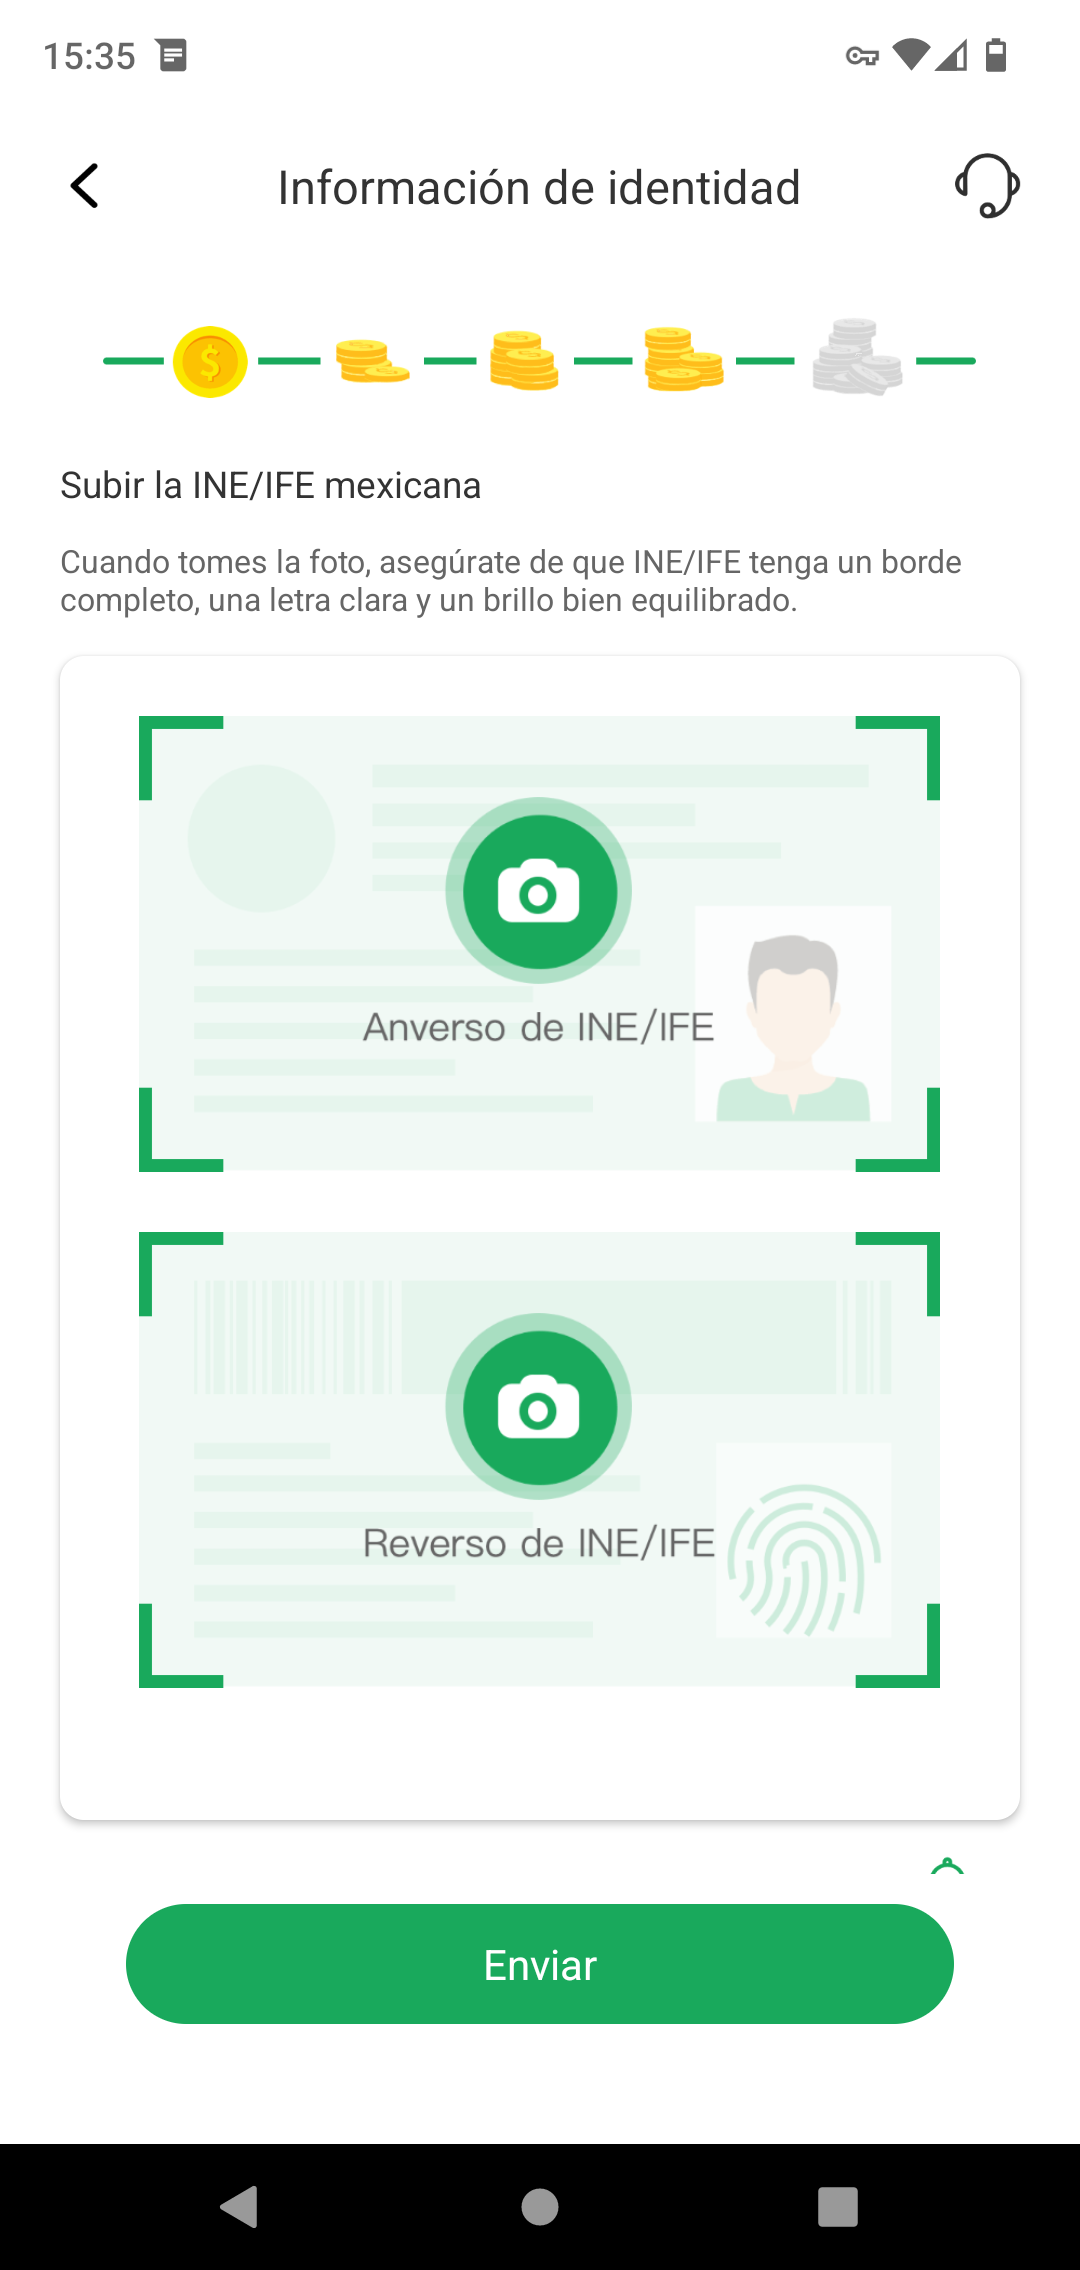 15:35
Información de identidad
Subir la INE/IFE mexicana
Cuando tomes la foto, asegúrate de que INE/IFE tenga un borde
completo, una letra clara y un brillo bien equilibrado.
Anverso de INE/IFE
Reverso de INE/IFE
Enviar